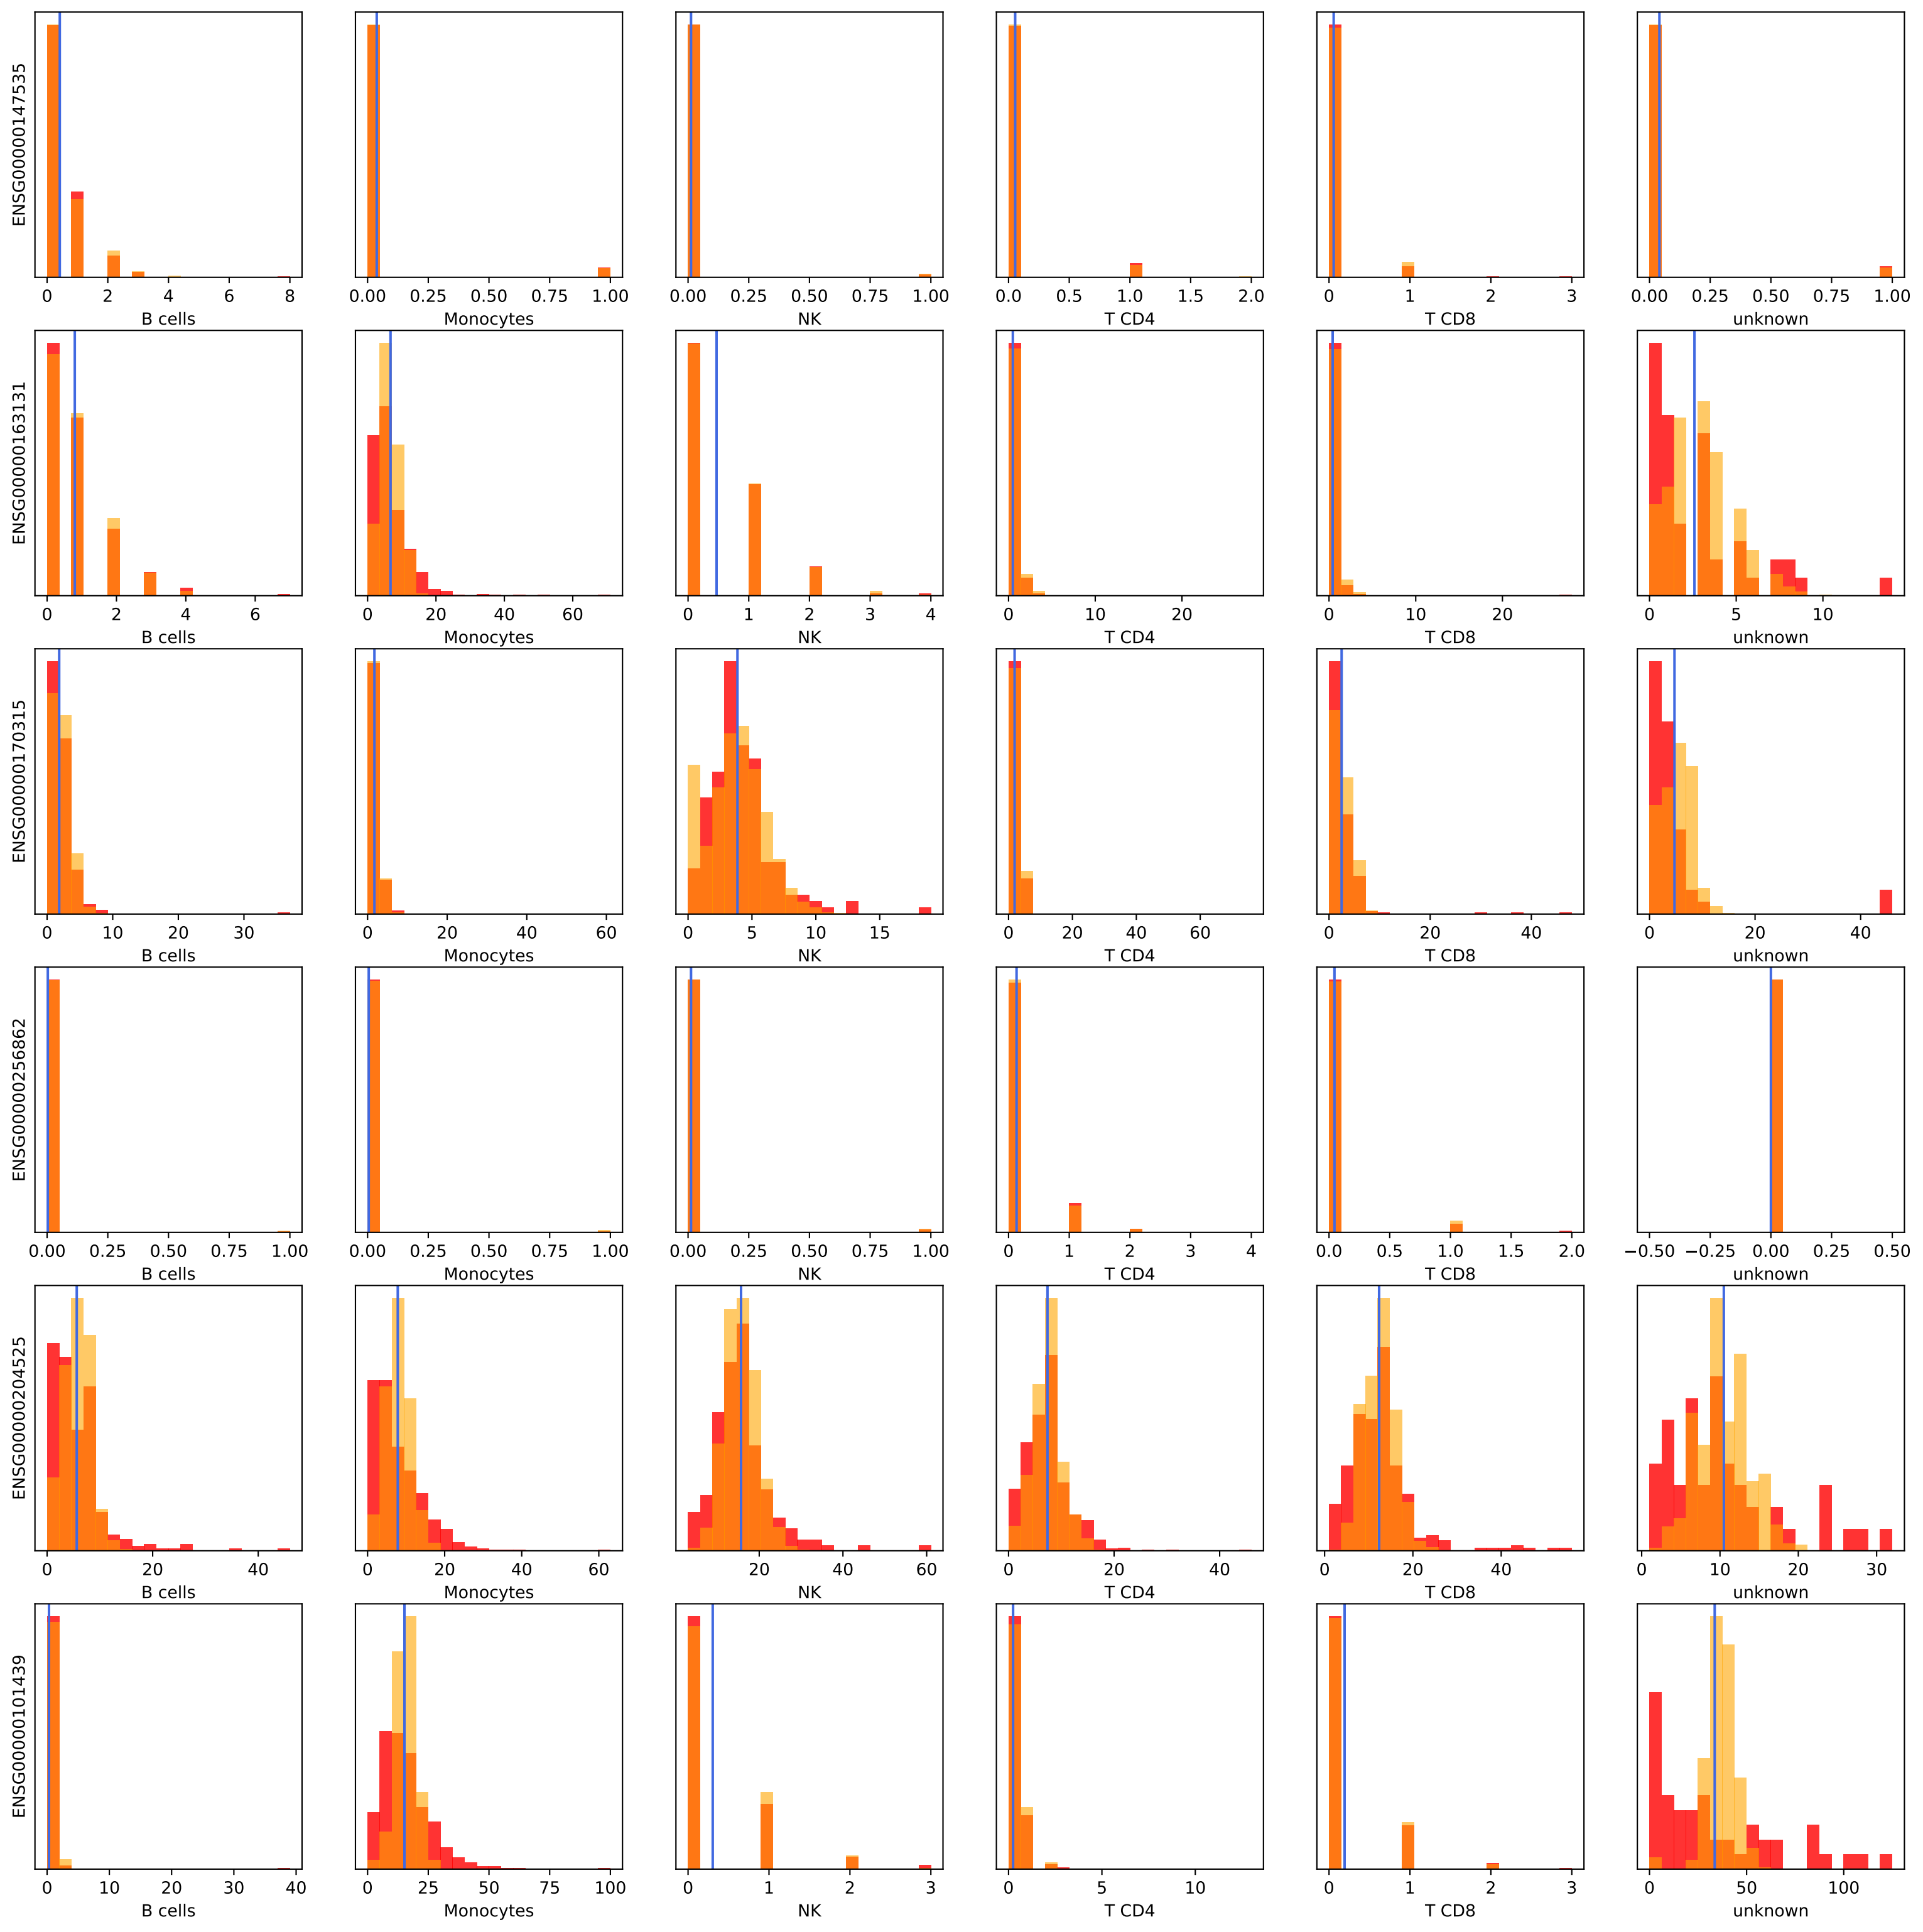 ENSG00000147535
0 2 4 6 8
B cells
0.00 0.25 0.50 0.75 1.00
Monocytes
0.00 0.25 0.50 0.75 1.00
NK
0.0 0.5 1.0 1.5 2.0
T CD4
0 1 2 3
T CD8
0.00 0.25 0.50 0.75 1.00
unknown
ENSG00000163131
0 2 4 6
B cells
0 20 40 60
Monocytes
0 1 2 3 4
NK
0 10 20
T CD4
0 10 20
T CD8
0 5 10
unknown
ENSG00000170315
0 10 20 30
B cells
0 20 40 60
Monocytes
0 5 10 15
NK
0 20 40 60
T CD4
0 20 40
T CD8
0 20 40
unknown
ENSG00000256862
0.00 0.25 0.50 0.75 1.00
B cells
0.00 0.25 0.50 0.75 1.00
Monocytes
0.00 0.25 0.50 0.75 1.00
NK
0 1 2 3 4
T CD4
0.0 0.5 1.0 1.5 2.0
T CD8
−0.50 −0.25 0.00 0.25 0.50
unknown
ENSG00000204525
0 20 40
B cells
0 20 40 60
Monocytes
20 40 60
NK
0 20 40
T CD4
0 20 40
T CD8
0 10 20 30
unknown
ENSG00000101439
0 10 20 30 40
B cells
0 25 50 75 100
Monocytes
0 1 2 3
NK
0 5 10
T CD4
0 1 2 3
T CD8
0 50 100
unknown